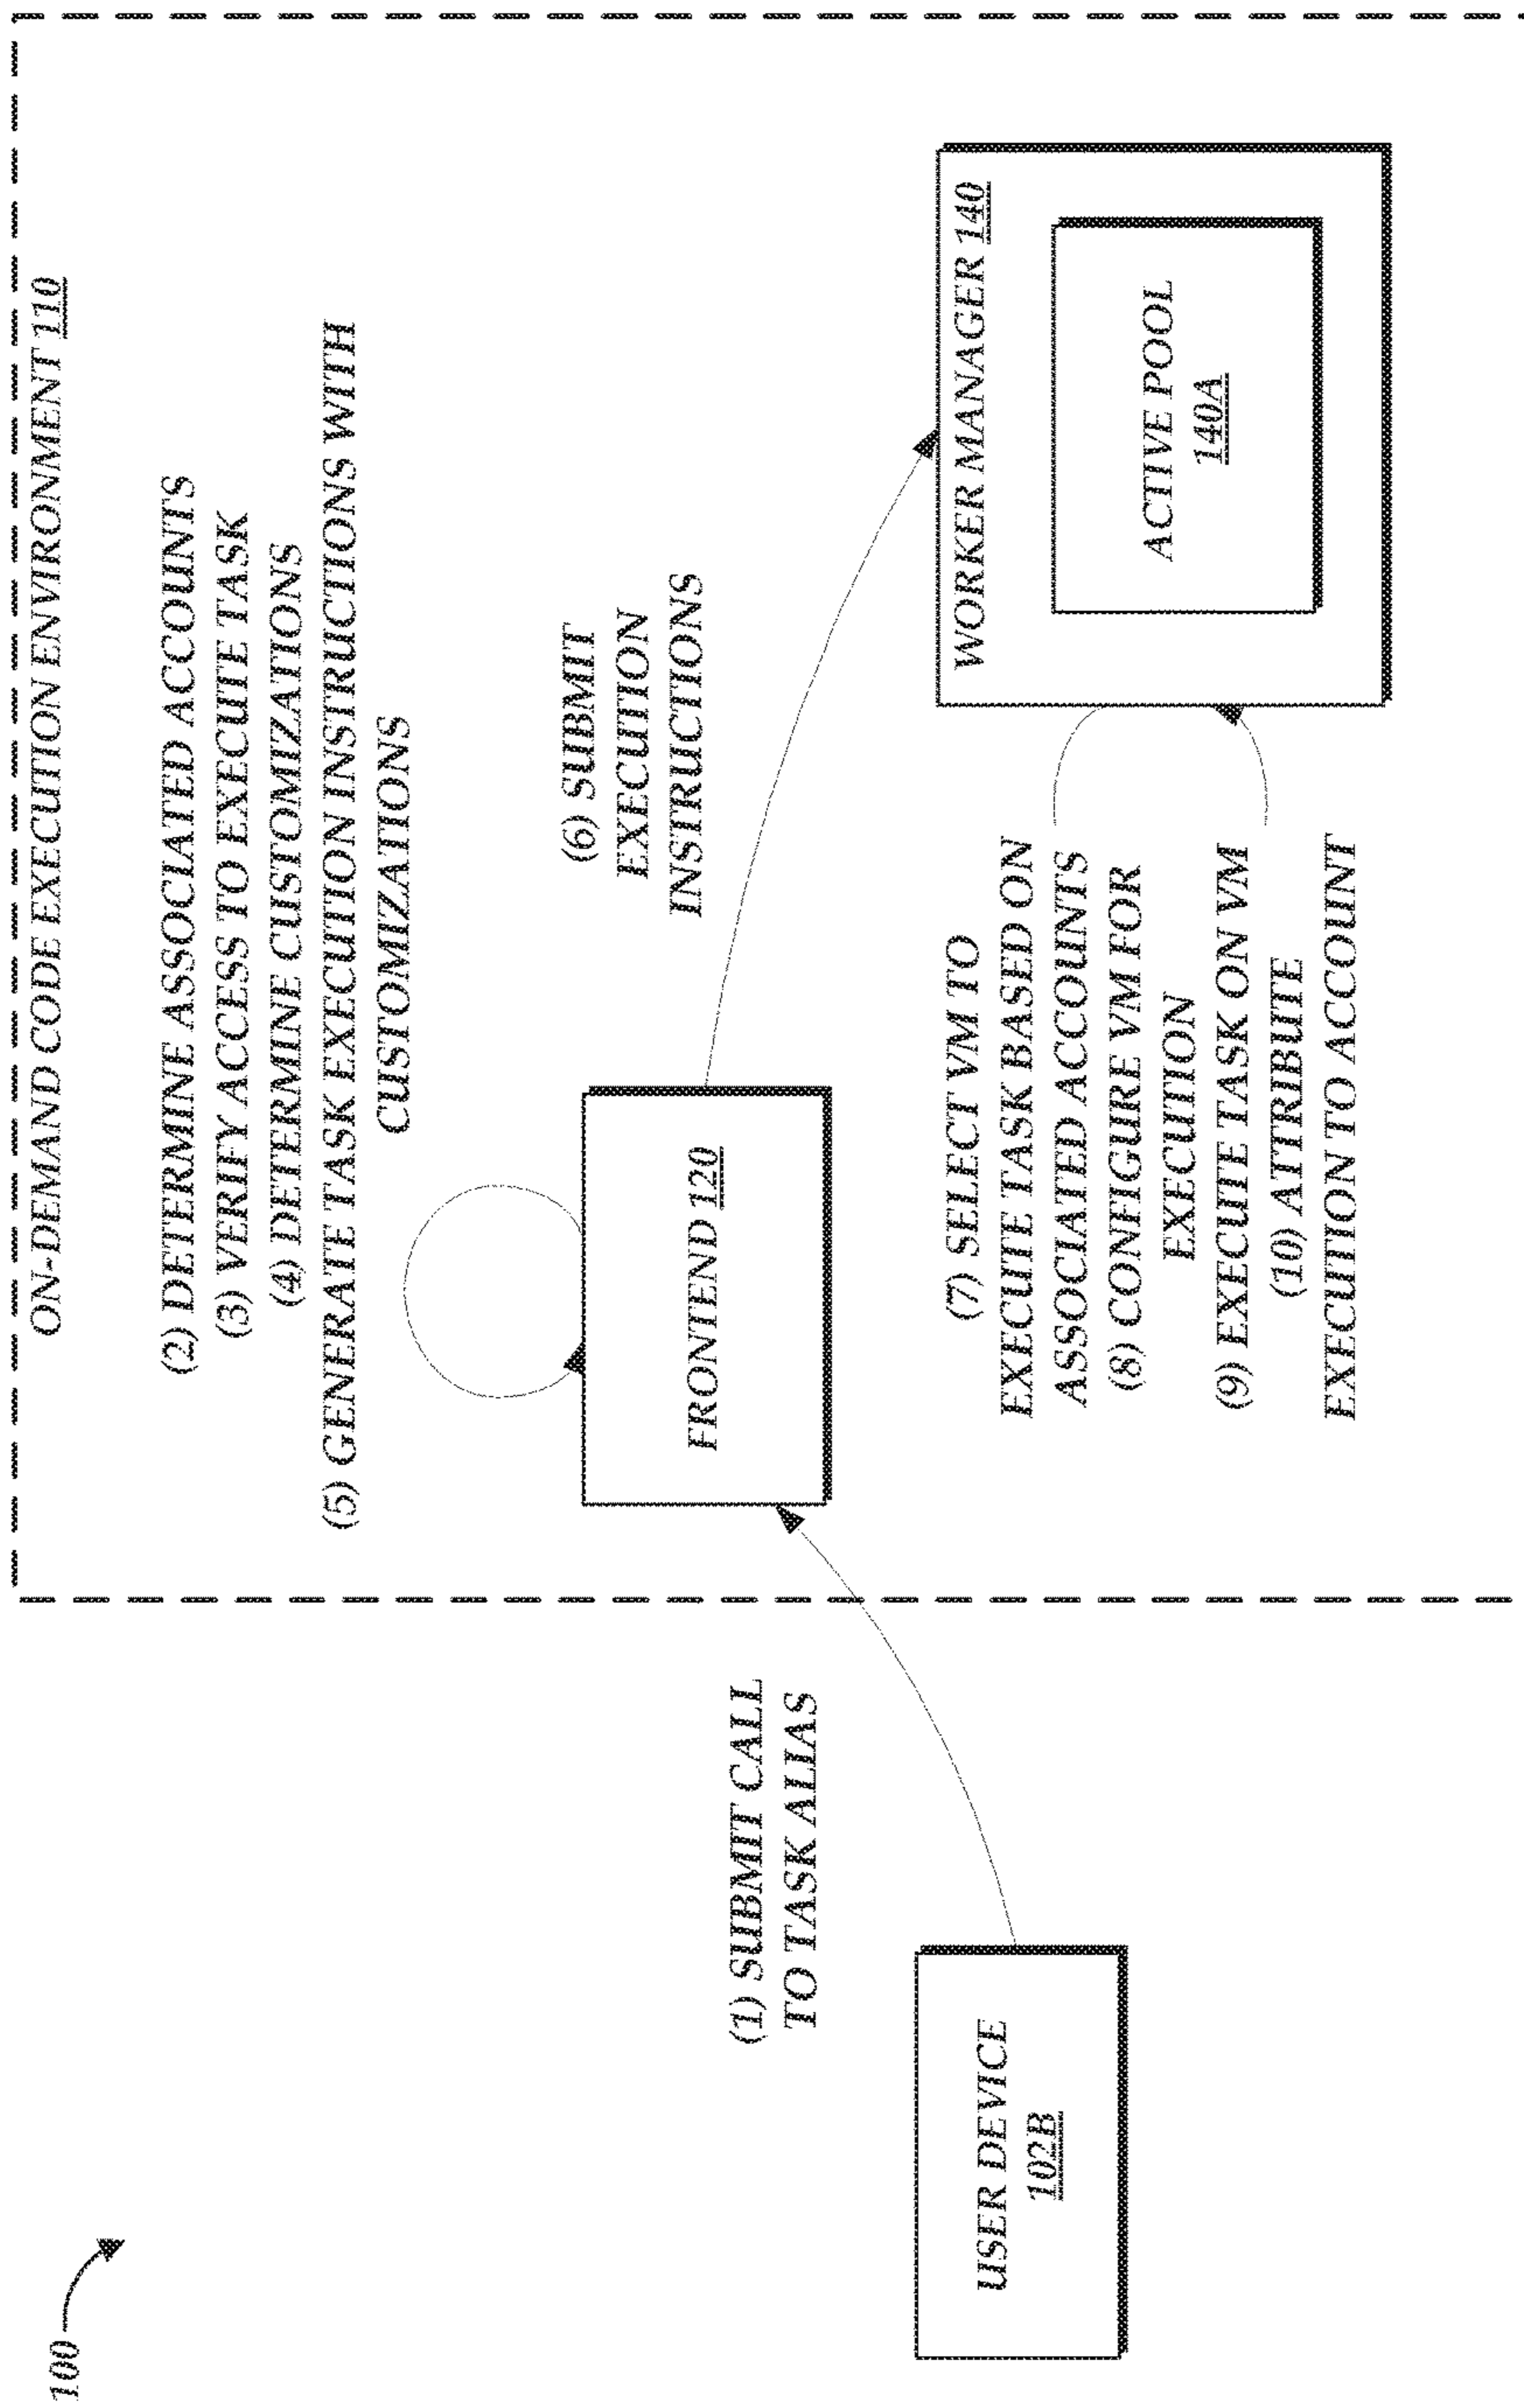 100
ON-DEMAND CODE EXECUTION ENVIRONMENT 110
(2) DETERMINE ASSOCIATED ACCOUNTS
(3) VERIFY ACCESS TO EXECUTE TASK
(4) DETERMINE CUSTOMIZATIONS
(5) GENERATE TASK EXECUTION INSTRUCTIONS WITH
CUSTOMIZATIONS
(6) SUBMIT
EXECUTION
INSTRUCTIONS
FRONTEND 120
(1) SUBMIT CALL
TO TASK ALIAS
USER DEVICE
102B
(7) SELECT VM TO
EXECUTE TASK BASED ON
ASSOCIATED ACCOUNTS
(8) CONFIGURE VM FOR
EXECUTION
(9) EXECUTE TASK ON VM
(10) ATTRIBUTE
EXECUTION TO ACCOUNT
WORKER MANAGER 140
ACTIVE POOL
140A